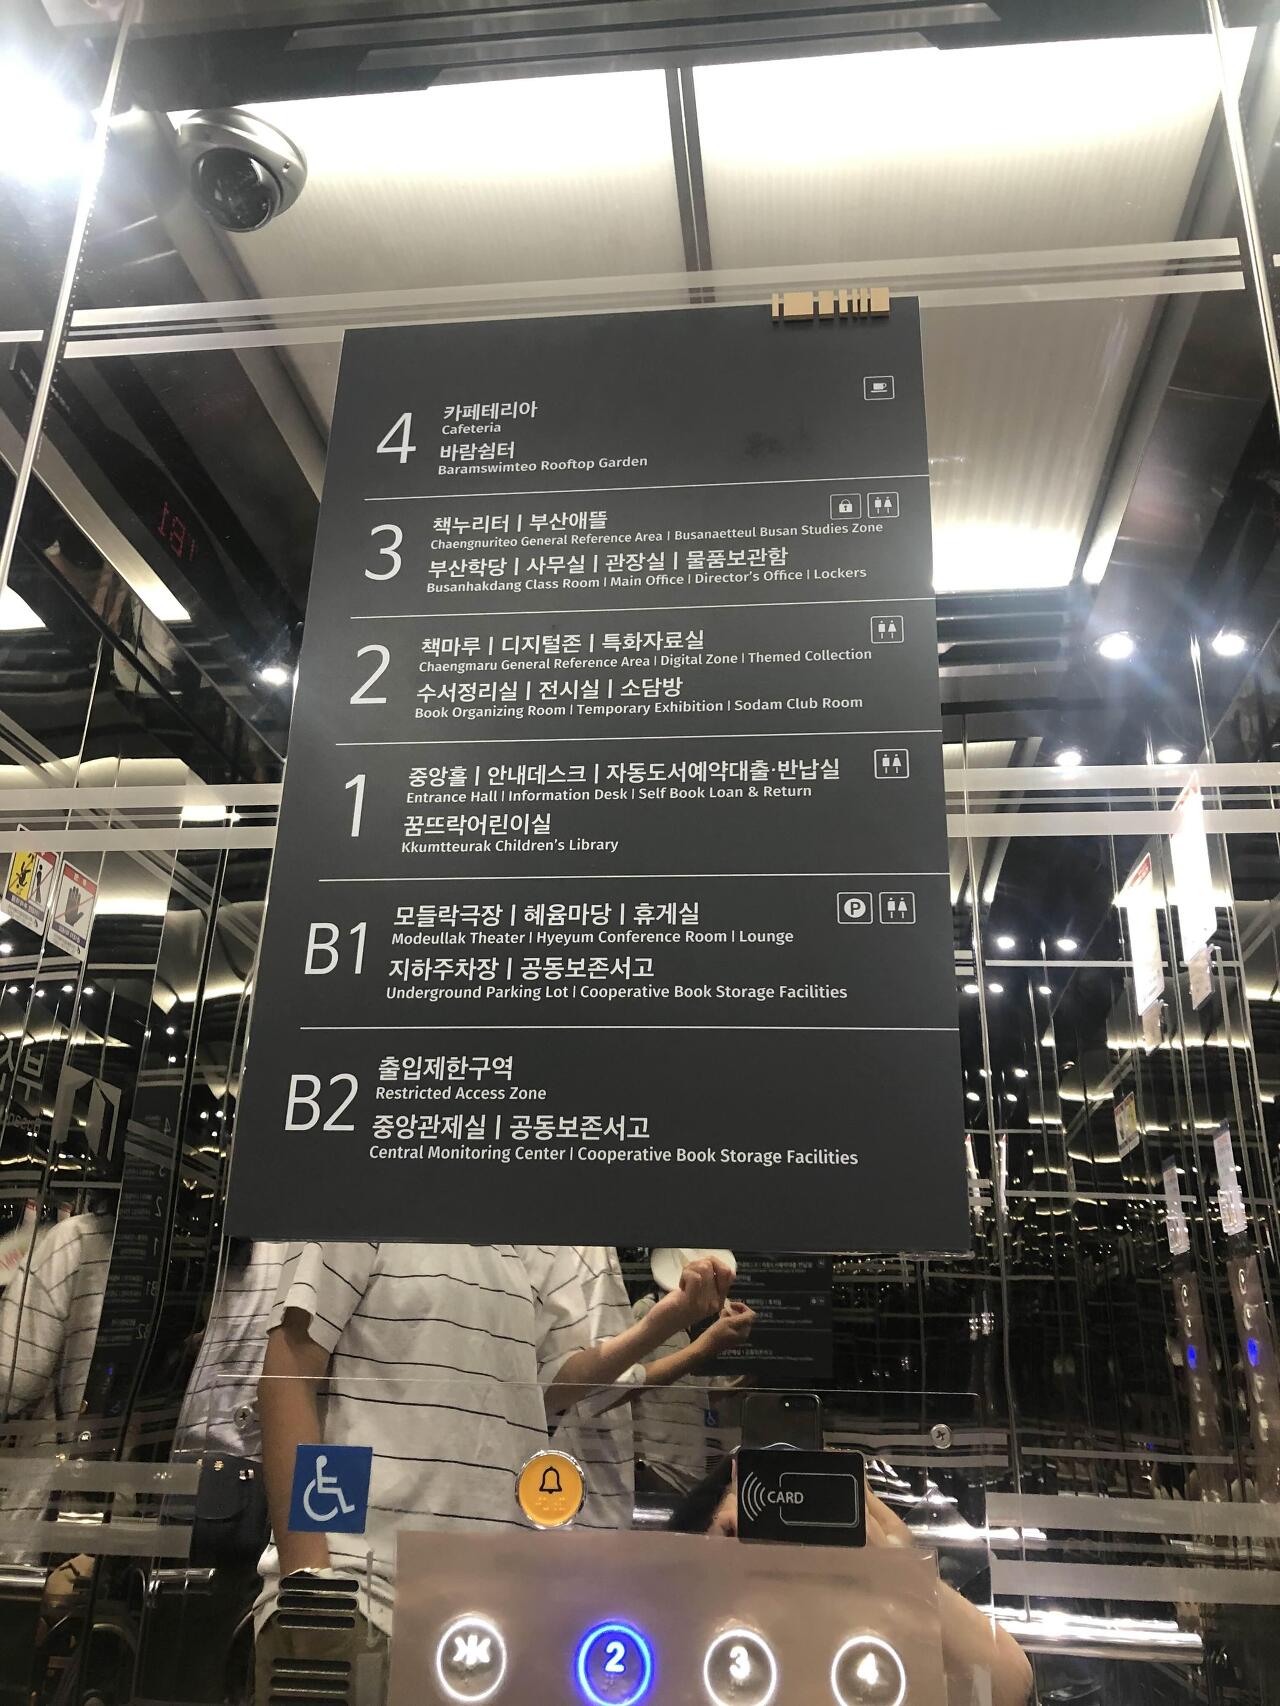 4
카페테리아
Cafeteria
바람쉼터
Baramswimteo Rooftop Garden
3
책누리터 | 부산애뜰
Chaengnuriteo General Reference Area | Busanaetteul Busan Studies Zone
부산학당 | 사무실 | 관장실 | 물품보관함
Busanhakdang Class Room | Main Office | Director's Office | Lockers
2
책마루 | 디지털존 | 특화자료실
Chaengmaru General Reference Area | Digital Zone | Themed Collection
수서정리실 | 전시실 | 소담방
Book Organizing Room | Temporary Exhibition | Sodam Club Room
1
중앙홀 | 안내데스크 | 자동도서예약대출·반납실
Entrance Hall | Information Desk | Self Book Loan & Return
꿈뜨락어린이실
Kkumtteurak Children's Library
B1
모들락극장 | 혜윰마당 | 휴게실
Modeullak Theater | Hyeyum Conference Room | Lounge
P
지하주차장 | 공동보존서고
Underground Parking Lot | Cooperative Book Storage Facilities
B2
출입제한구역
Restricted Access Zone
중앙관제실 | 공동보존서고
Central Monitoring Center | Cooperative Book Storage Facilities
CARD
2 3 4